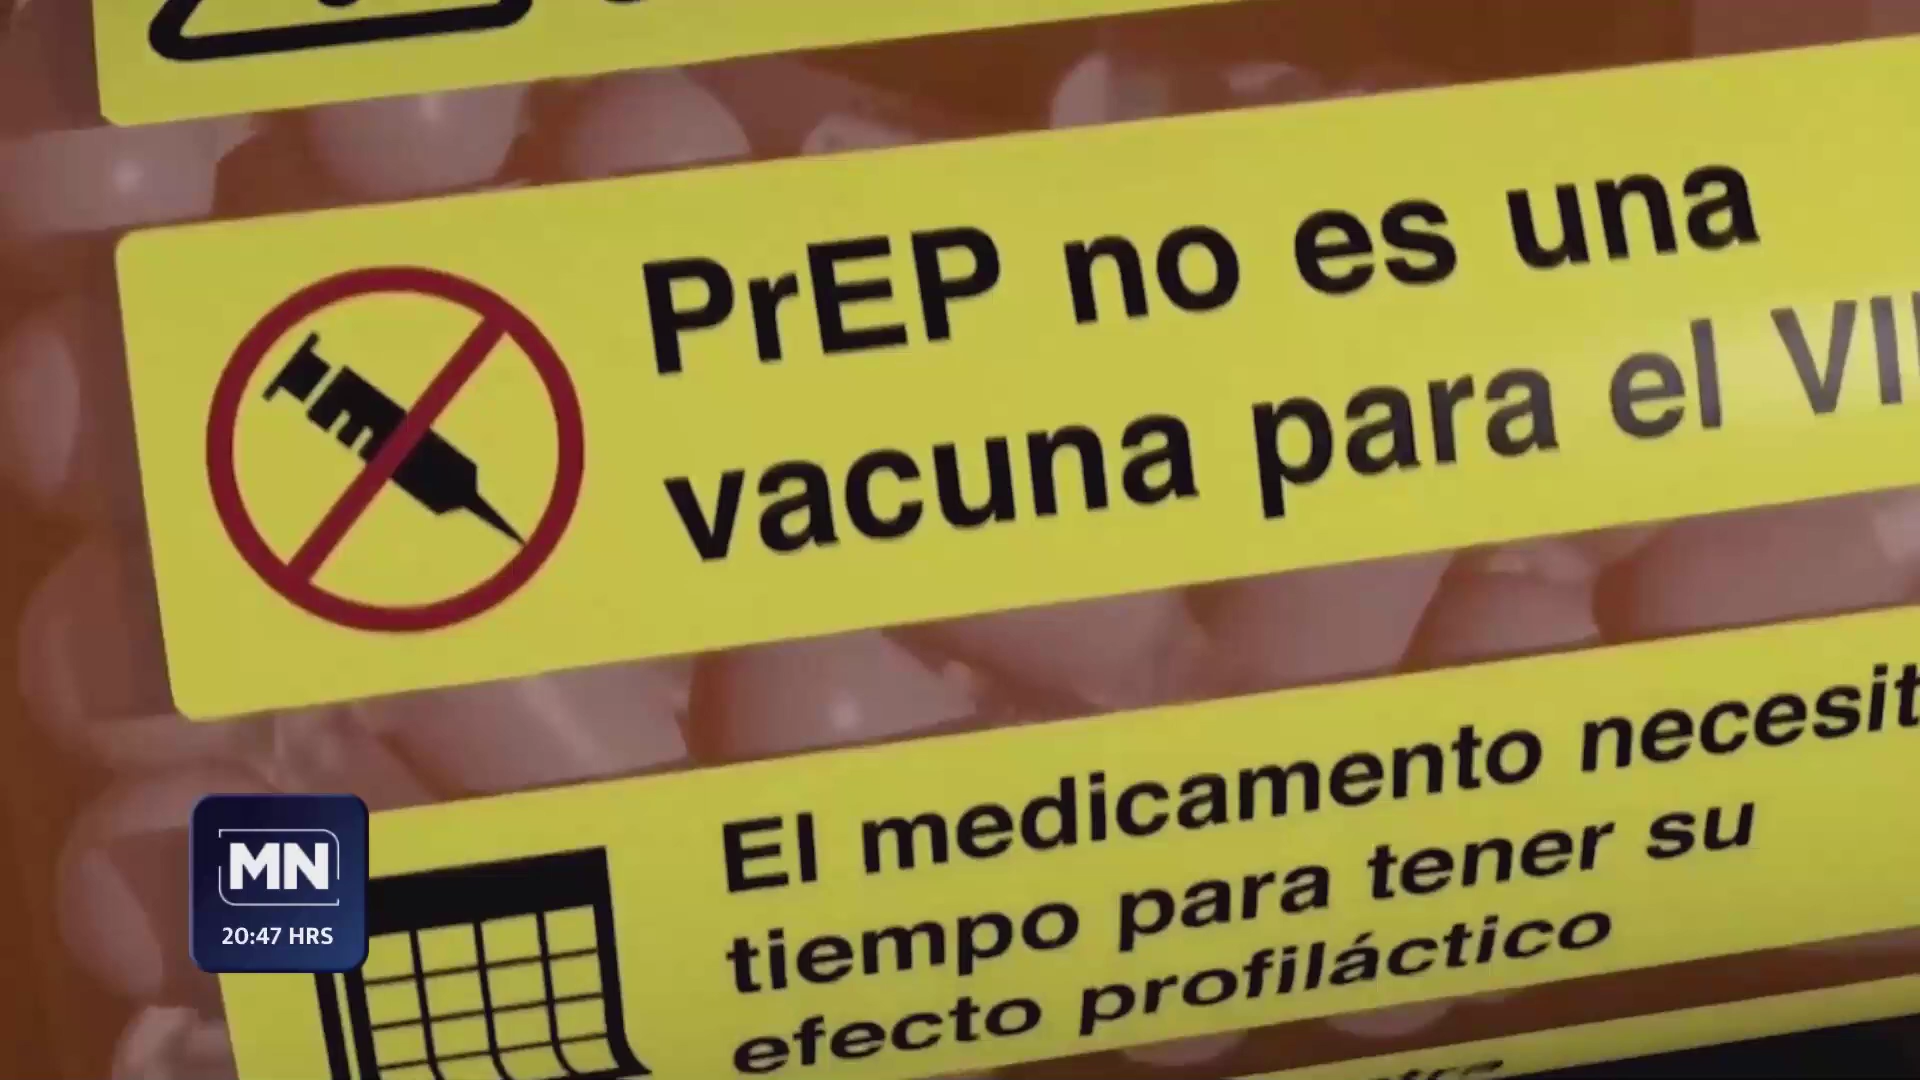 PrEP no es una
vacuna para el
El medicamento
tiempo para tener su
efecto profiláctico
MN
20:47 HRS